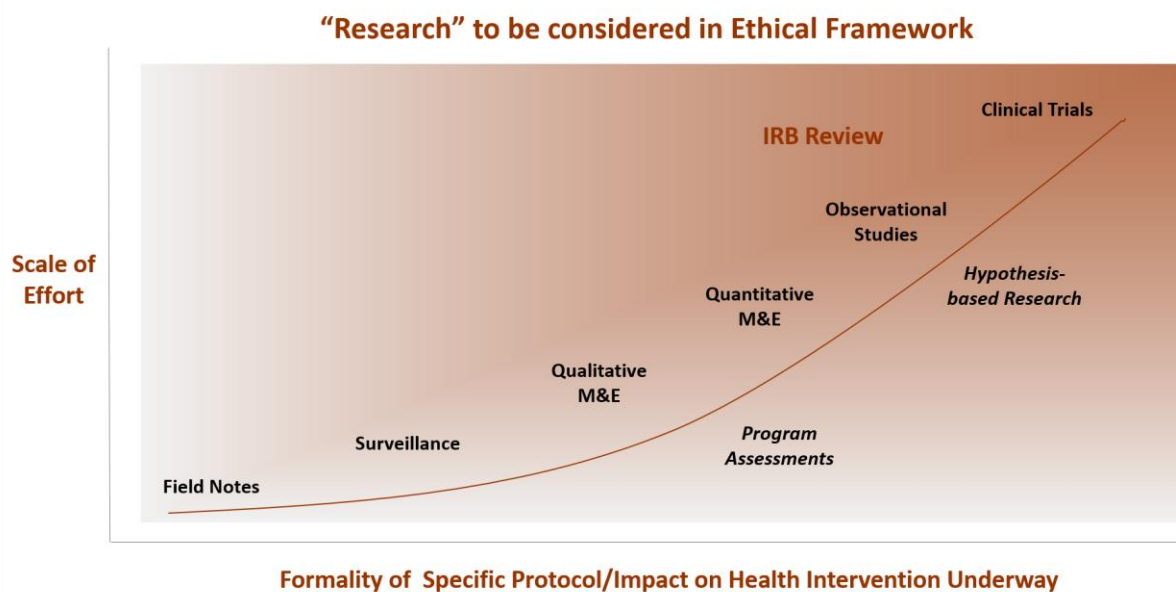 “Research” to be considered in Ethical Framework
Clinical Trials
IRB Review
Observational
Studies
Scale of
Effort
Hypothesis-
based Research
Quantitative
M&E
Qualitative
M&E
Program
Assessments
Surveillance
Field Notes
Formality of  Specific Protocol/Impact on Health Intervention Underway